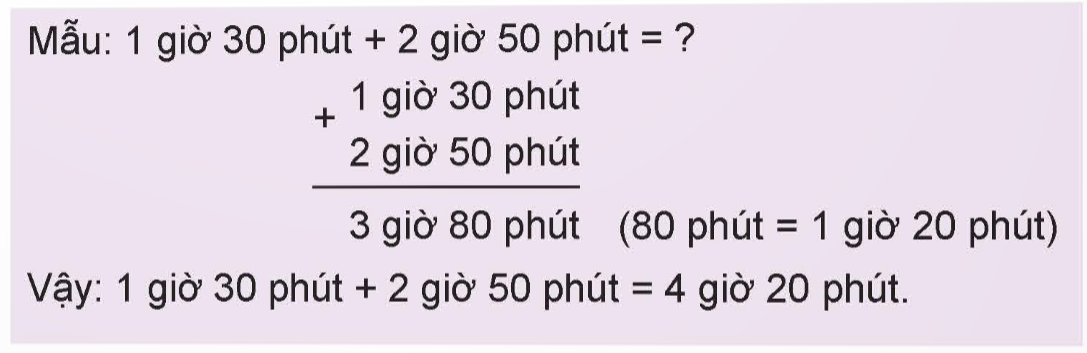 Mẫu: 1 giờ 30 phút + 2 giờ 50 phút = ?
+ 1 giờ 30 phút
2 giờ 50 phút
3 giờ 80 phút (80 phút = 1 giờ 20 phút)
Vậy: 1 giờ 30 phút + 2 giờ 50 phút = 4 giờ 20 phút.